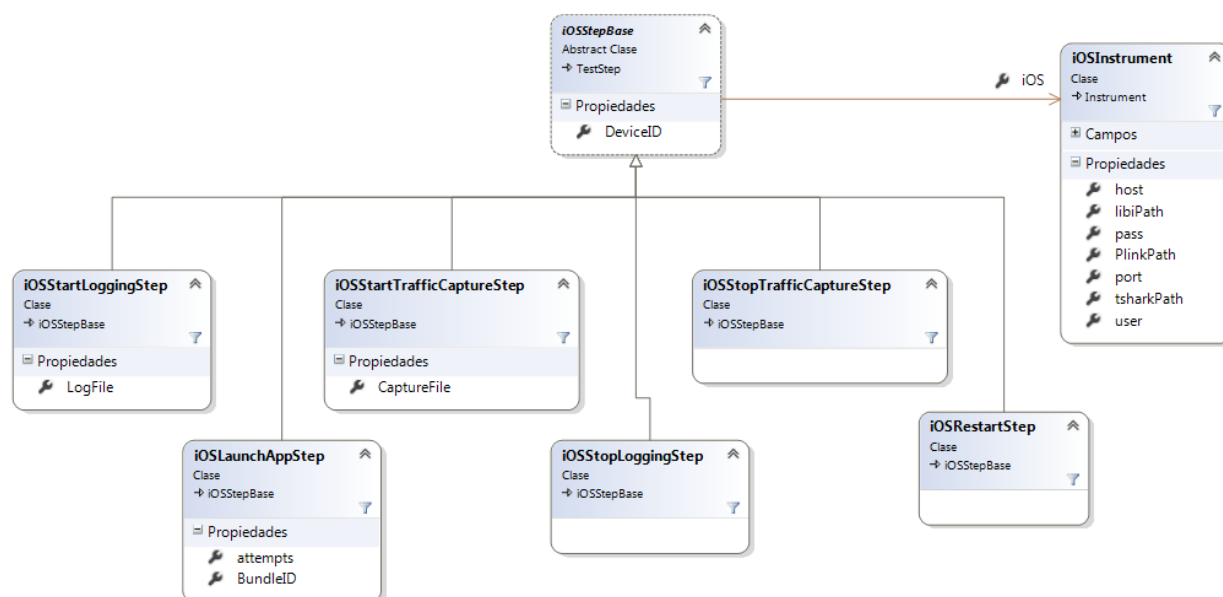 iOSStepBase
Abstract Clase
TestStep
Propiedades
DeviceID
iOS
iOSInstrument
Clase
Instrument
Campos
Propiedades
host
libiPath
pass
PlinkPath
port
tsharkPath
user
iOSStartLoggingStep
Clase
iOSStepBase
Propiedades
LogFile
iOSStartTrafficCaptureStep
Clase
iOSStepBase
Propiedades
CaptureFile
iOSStopTrafficCaptureStep
Clase
iOSStepBase
iOSLaunchAppStep
Clase
iOSStepBase
Propiedades
attempts
BundleID
iOSStopLoggingStep
Clase
iOSStepBase
iOSRestartStep
Clase
iOSStepBase